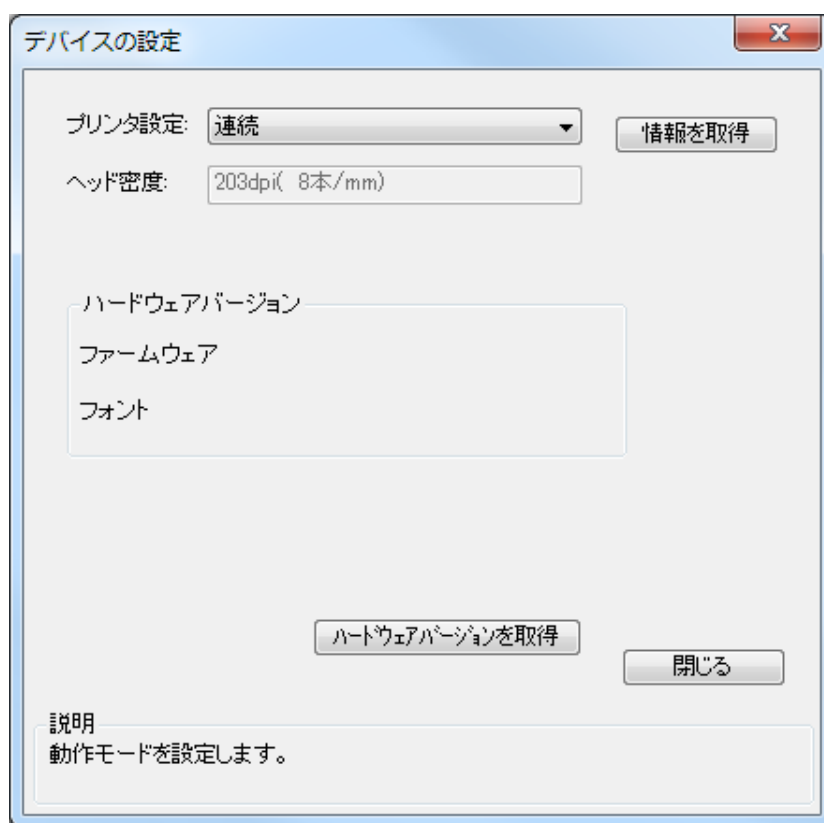 デバイスの設定
プリンタ設定: 連続 情報を取得
ヘッド密度: 203dpi( 8本/mm)
ハードウェアバージョン
ファームウェア
フォント
ﾊｰﾄﾞｳｪｱﾊﾞｰｼﾞｮﾝを取得
閉じる
説明
動作モードを設定します。